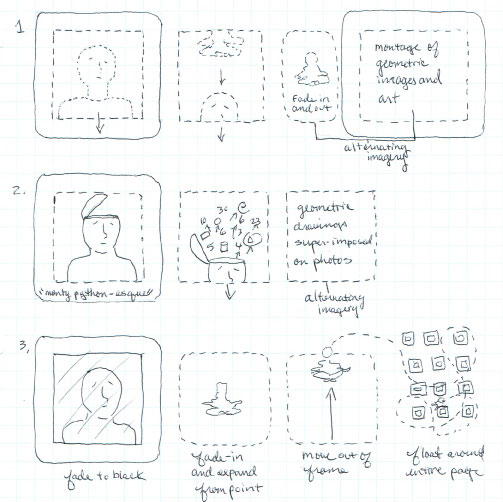 1
Fade in
and out
montage of
geometric
images and
art
alternating
imagery
2.
"monty python-esque"
geometric
drawings
super-imposed
on photos
alternating
imagery
3.
fade to black
fade-in
and expand
from point
move out of
frame
float around
entire page